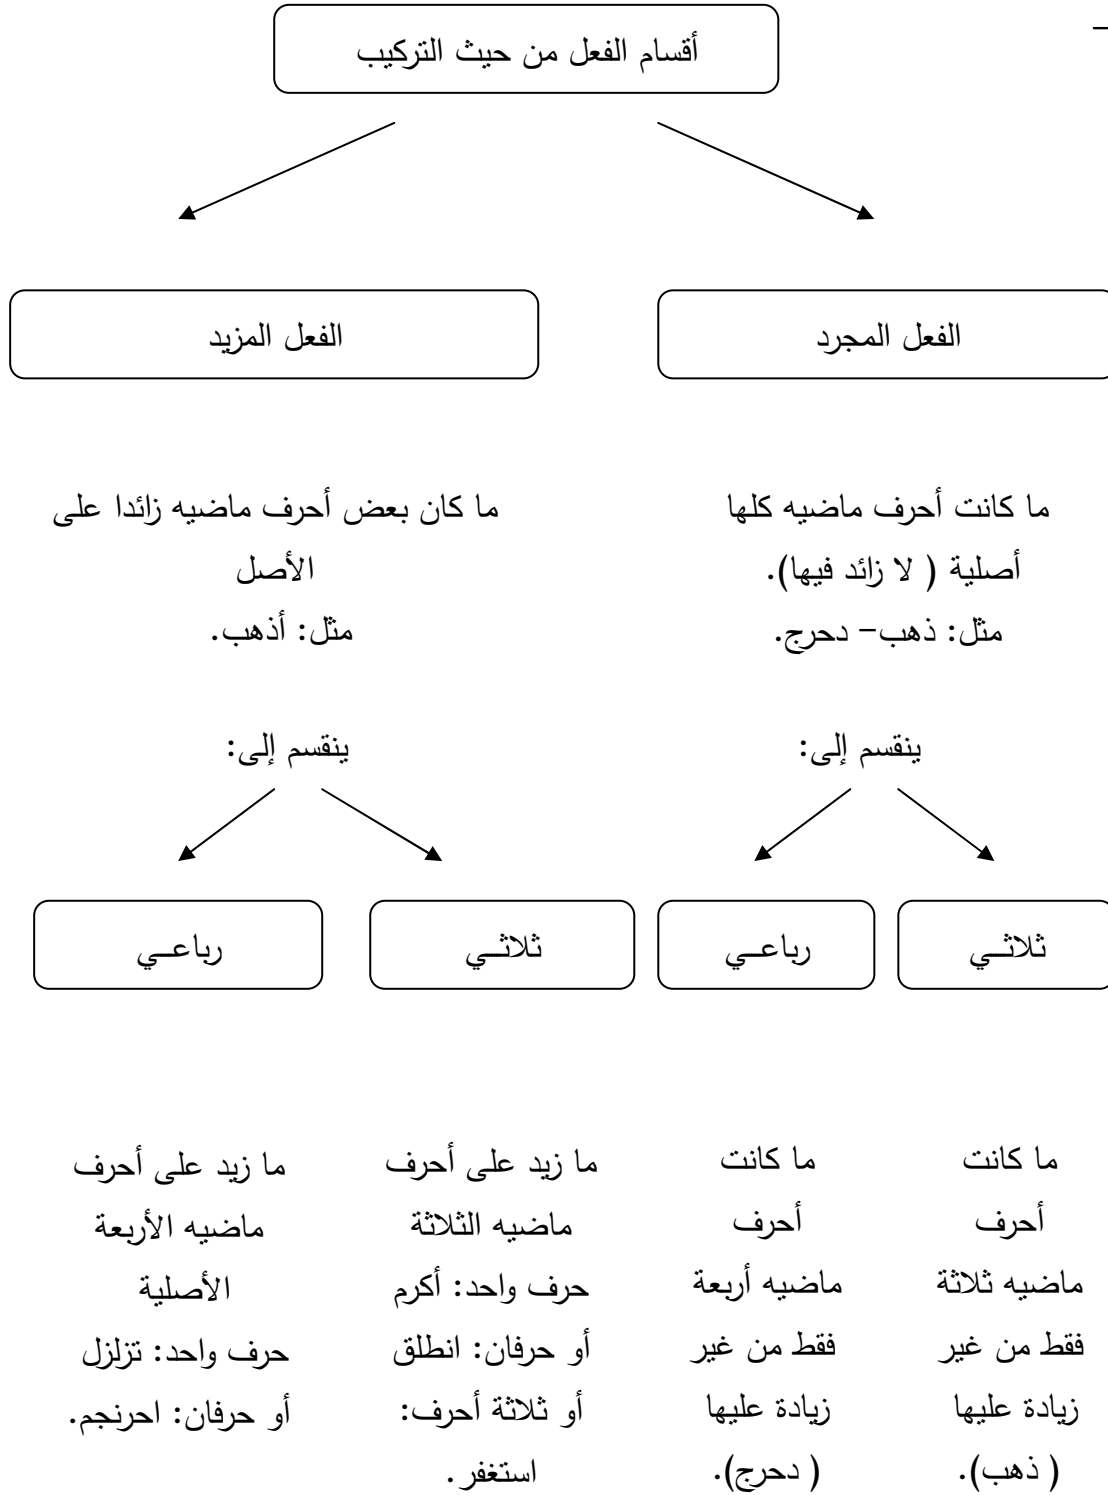 –
أقسام الفعل من حيث التركيب
الفعل المجرد
الفعل المزيد
ما كانت أحرف ماضيه كلها
أصلية ( لا زائد فيها).
مثل: ذهب– دحرج.
ينقسم إلى:
ما كان بعض أحرف ماضيه زائدا على
الأصل
مثل: أذهب.
ينقسم إلى:
ثلاثــي
رباعــي
ثلاثــي
رباعــي
ما كانت
أحرف
ماضيه ثلاثة
فقط من غير
زيادة عليها
( ذهب).
ما كانت
أحرف
ماضيه أربعة
فقط من غير
زيادة عليها
( دحرج).
ما زيد على أحرف
ماضيه الثلاثة
حرف واحد: أكرم
أو حرفان: انطلق
أو ثلاثة أحرف:
استغفر.
ما زيد على أحرف
ماضيه الأربعة
الأصلية
حرف واحد: تزلزل
أو حرفان: احرنجم.